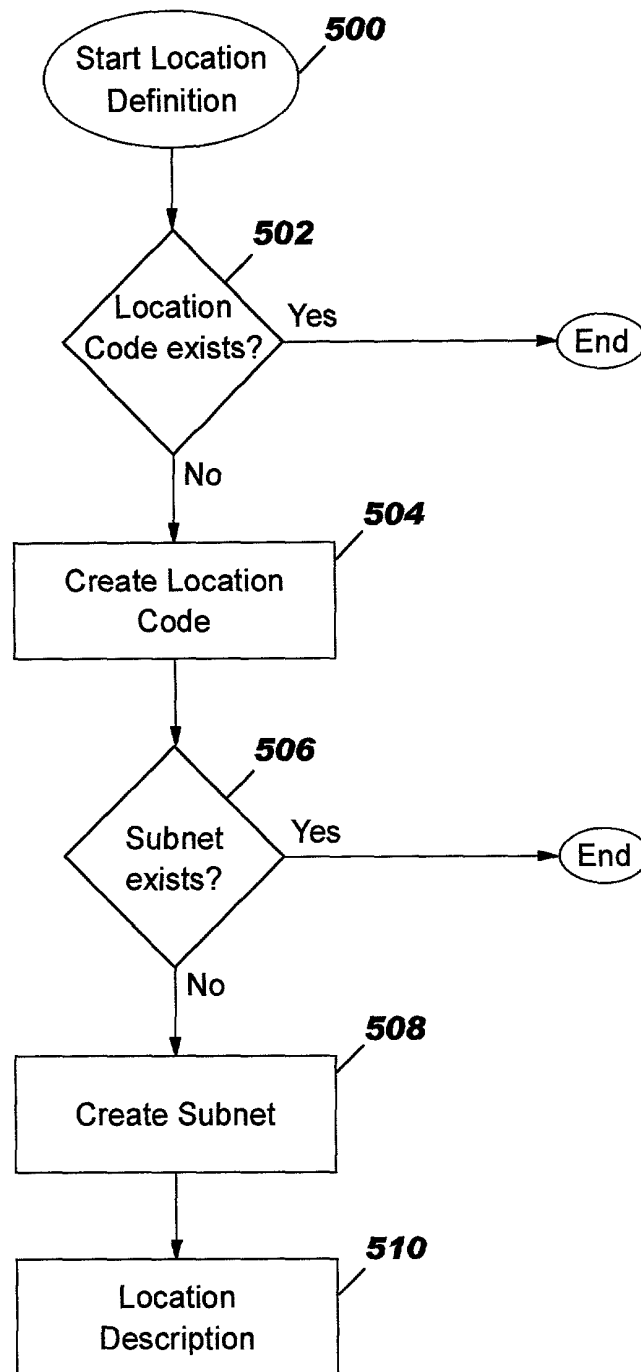 500
Start Location
Definition
502
Location
Code exists?
Yes
End
No
504
Create Location
Code
506
Subnet
exists?
Yes
End
No
508
Create Subnet
510
Location
Description